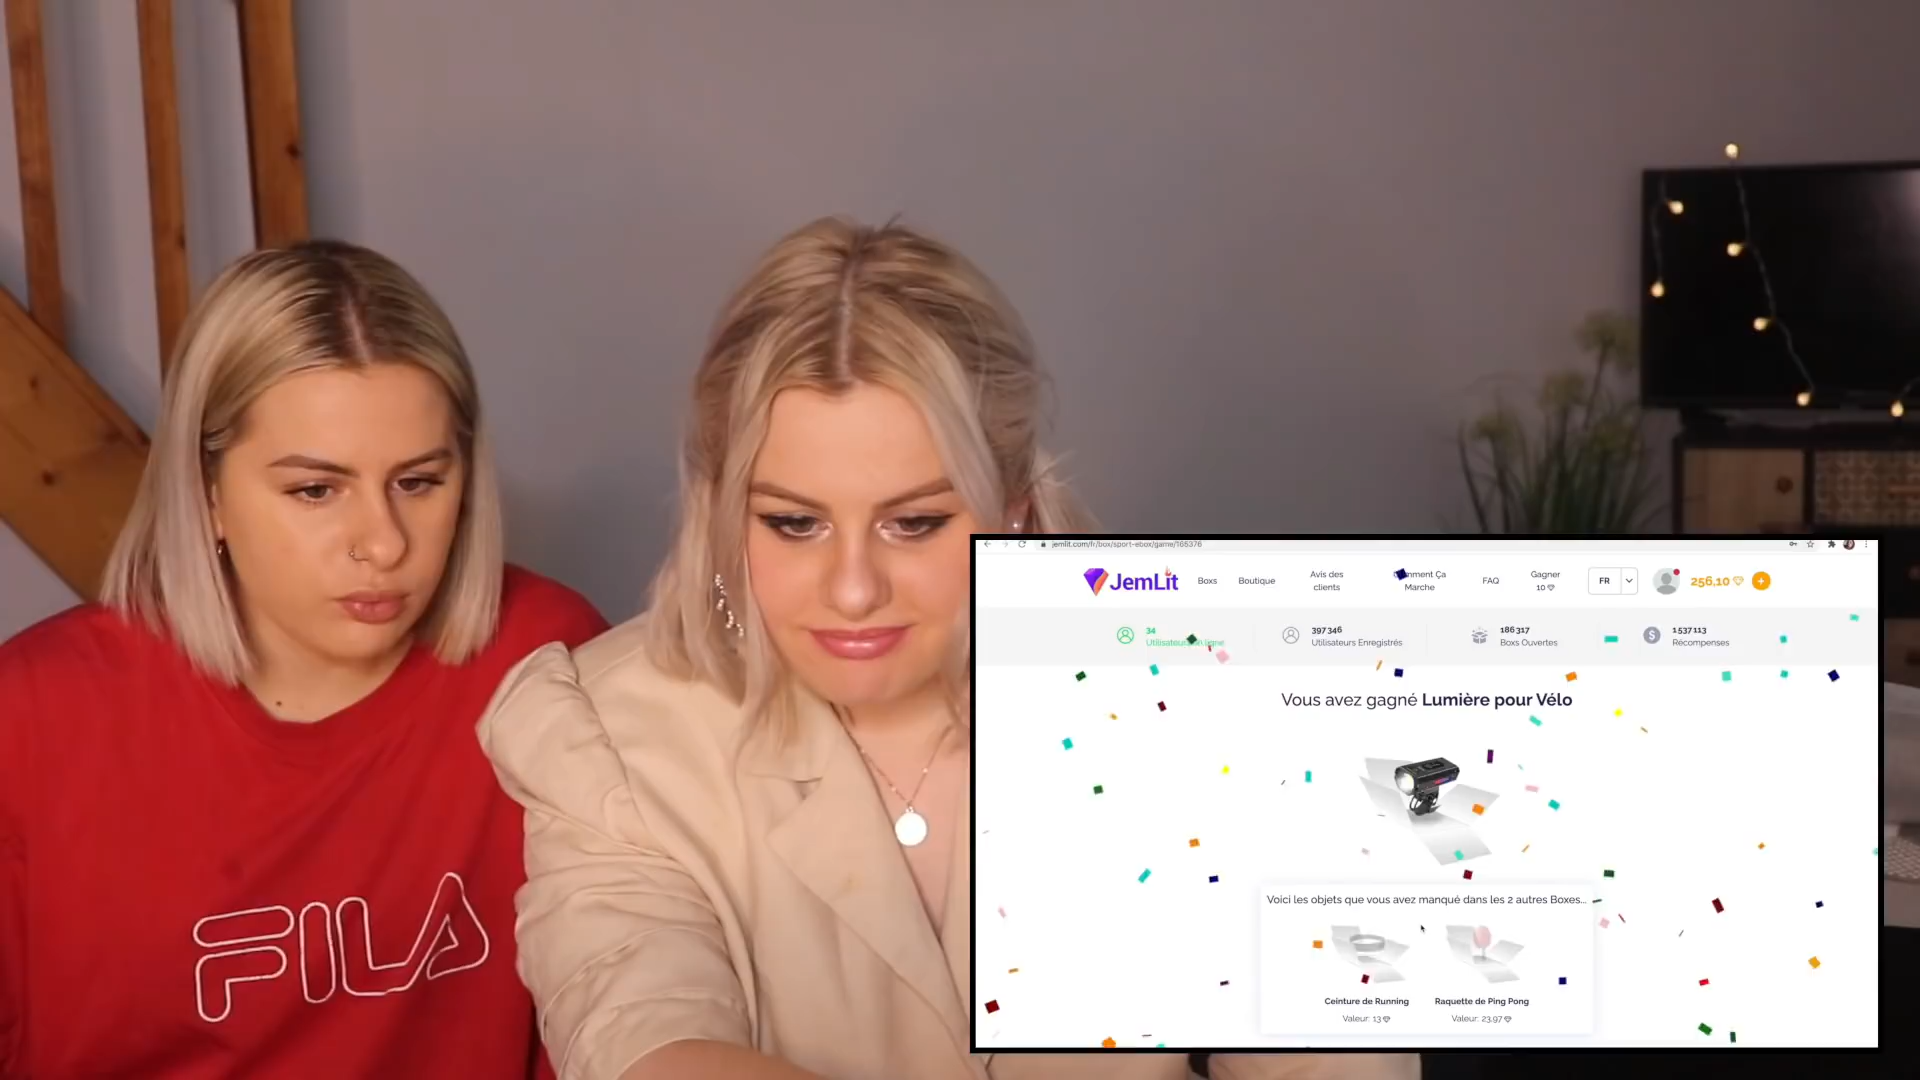 FILA
jemlit.com/fr/box/sport-ebox/game/165376
JemLit
Boxs
Boutique
Avis des
clients
Comment Ça
Marche
FAQ
Gagner
10
FR
256,10
34
Utilisateurs en ligne
397 346
Utilisateurs Enregistrés
186 317
Boxs Ouvertes
1 537 113
Récompenses
Vous avez gagné Lumière pour Vélo
Voici les objets que vous avez manqué dans les 2 autres Boxes...
Ceinture de Running
Valeur: 13
Raquette de Ping Pong
Valeur: 23,97